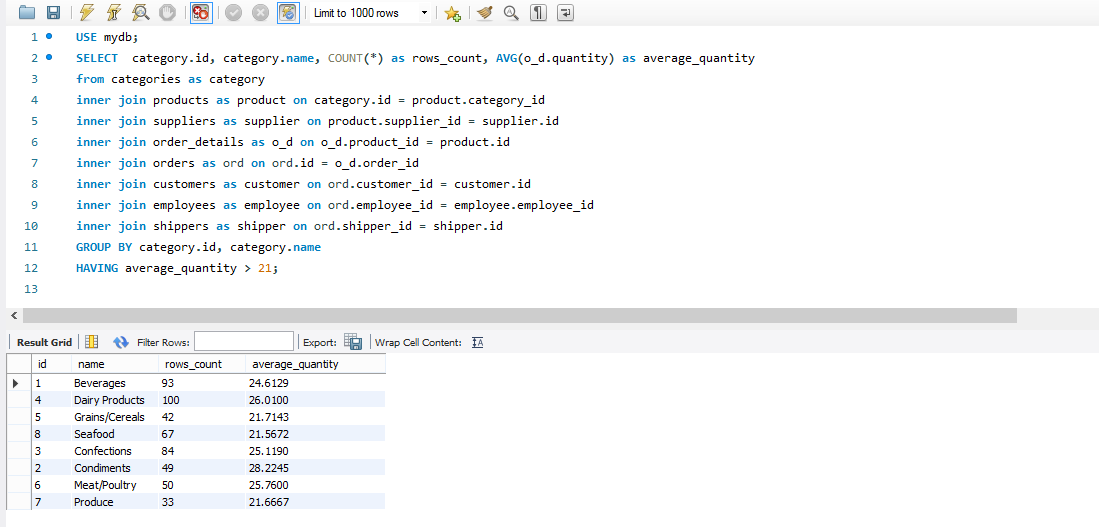 Limit to 1000 rows
1 USE mydb;
2 SELECT  category.id, category.name, COUNT(*) as rows_count, AVG(o_d.quantity) as average_quantity
3 from categories as category
4 inner join products as product on category.id = product.category_id
5 inner join suppliers as supplier on product.supplier_id = supplier.id
6 inner join order_details as o_d on o_d.product_id = product.id
7 inner join orders as ord on ord.id = o_d.order_id
8 inner join customers as customer on ord.customer_id = customer.id
9 inner join employees as employee on ord.employee_id = employee.employee_id
10 inner join shippers as shipper on ord.shipper_id = shipper.id
11 GROUP BY category.id, category.name
12 HAVING average_quantity > 21;
13
Result Grid Filter Rows: Export: Wrap Cell Content:
id name rows_count average_quantity
1 Beverages 93 24.6129
4 Dairy Products 100 26.0100
5 Grains/Cereals 42 21.7143
8 Seafood 67 21.5672
3 Confections 84 25.1190
2 Condiments 49 28.2245
6 Meat/Poultry 50 25.7600
7 Produce 33 21.6667